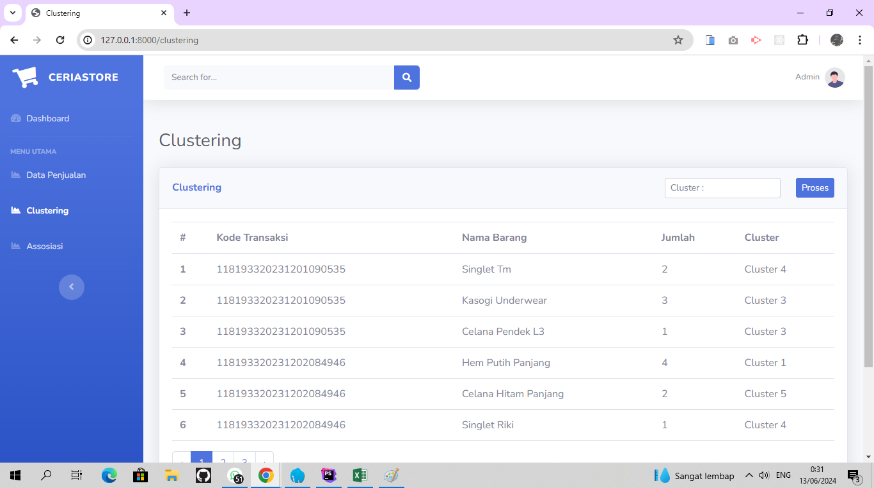 Clustering
127.0.0.1:8000/clustering
CERIASTORE
Search for...
Admin
Dashboard
MENU UTAMA
Data Penjualan
Clustering
Assosiasi
Clustering
Clustering
Cluster :
Proses
# Kode Transaksi Nama Barang Jumlah Cluster
1 118193320231201090535 Singlet Tm 2 Cluster 4
2 118193320231201090535 Kasogi Underwear 3 Cluster 3
3 118193320231201090535 Celana Pendek L3 1 Cluster 3
4 118193320231202084946 Hem Putih Panjang 4 Cluster 1
5 118193320231202084946 Celana Hitam Panjang 2 Cluster 5
6 118193320231202084946 Singlet Riki 1 Cluster 4
1 2 3
Sangat lembap
ENG
0:31
13/06/2024